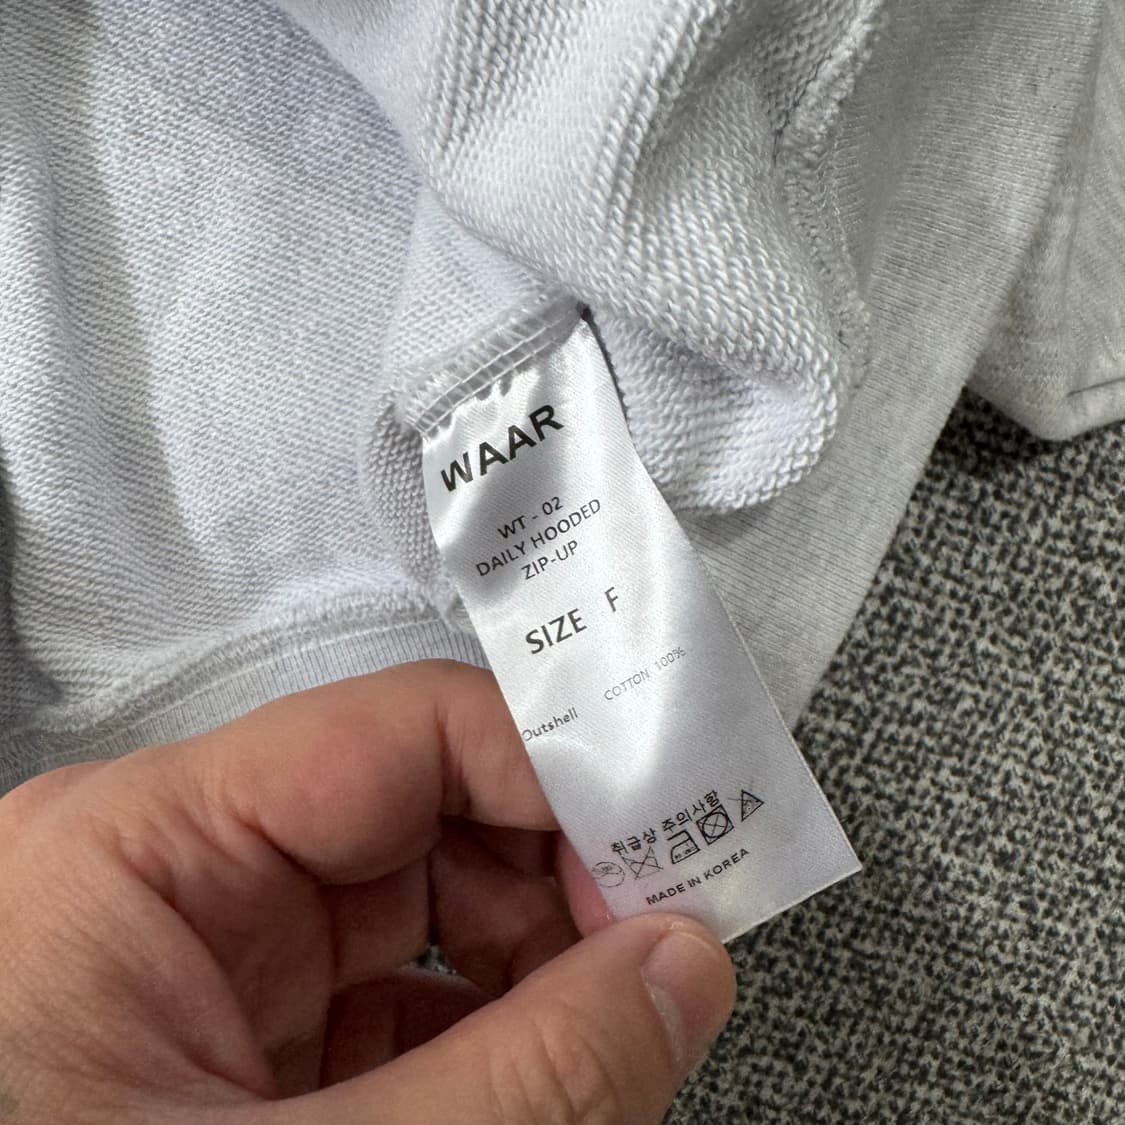 WAAR
WT - 02
DAILY HOODED
ZIP-UP
SIZE F
Outshell COTTON 100%
취급상 주의사항
MADE IN KOREA